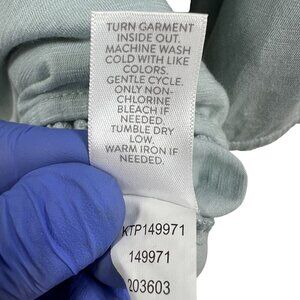 TURN GARMENT
INSIDE OUT.
MACHINE WASH
COLD WITH LIKE
COLORS.
GENTLE CYCLE.
ONLY NON-
CHLORINE
BLEACH IF
NEEDED.
TUMBLE DRY
LOW.
WARM IRON IF
NEEDED.
KTP149971
149971
203603